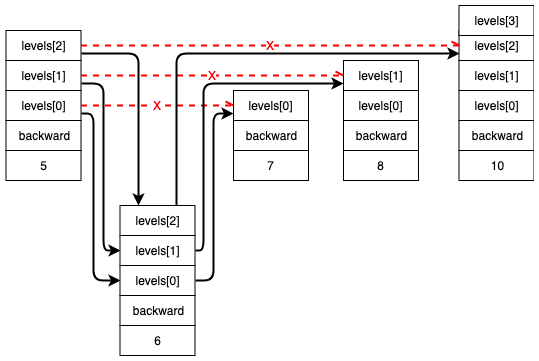 levels[2]
levels[1]
levels[0]
backward
5
X
X
X
levels[2]
levels[1]
levels[0]
backward
6
levels[0]
backward
7
levels[1]
levels[0]
backward
8
levels[3]
levels[2]
levels[1]
levels[0]
backward
10